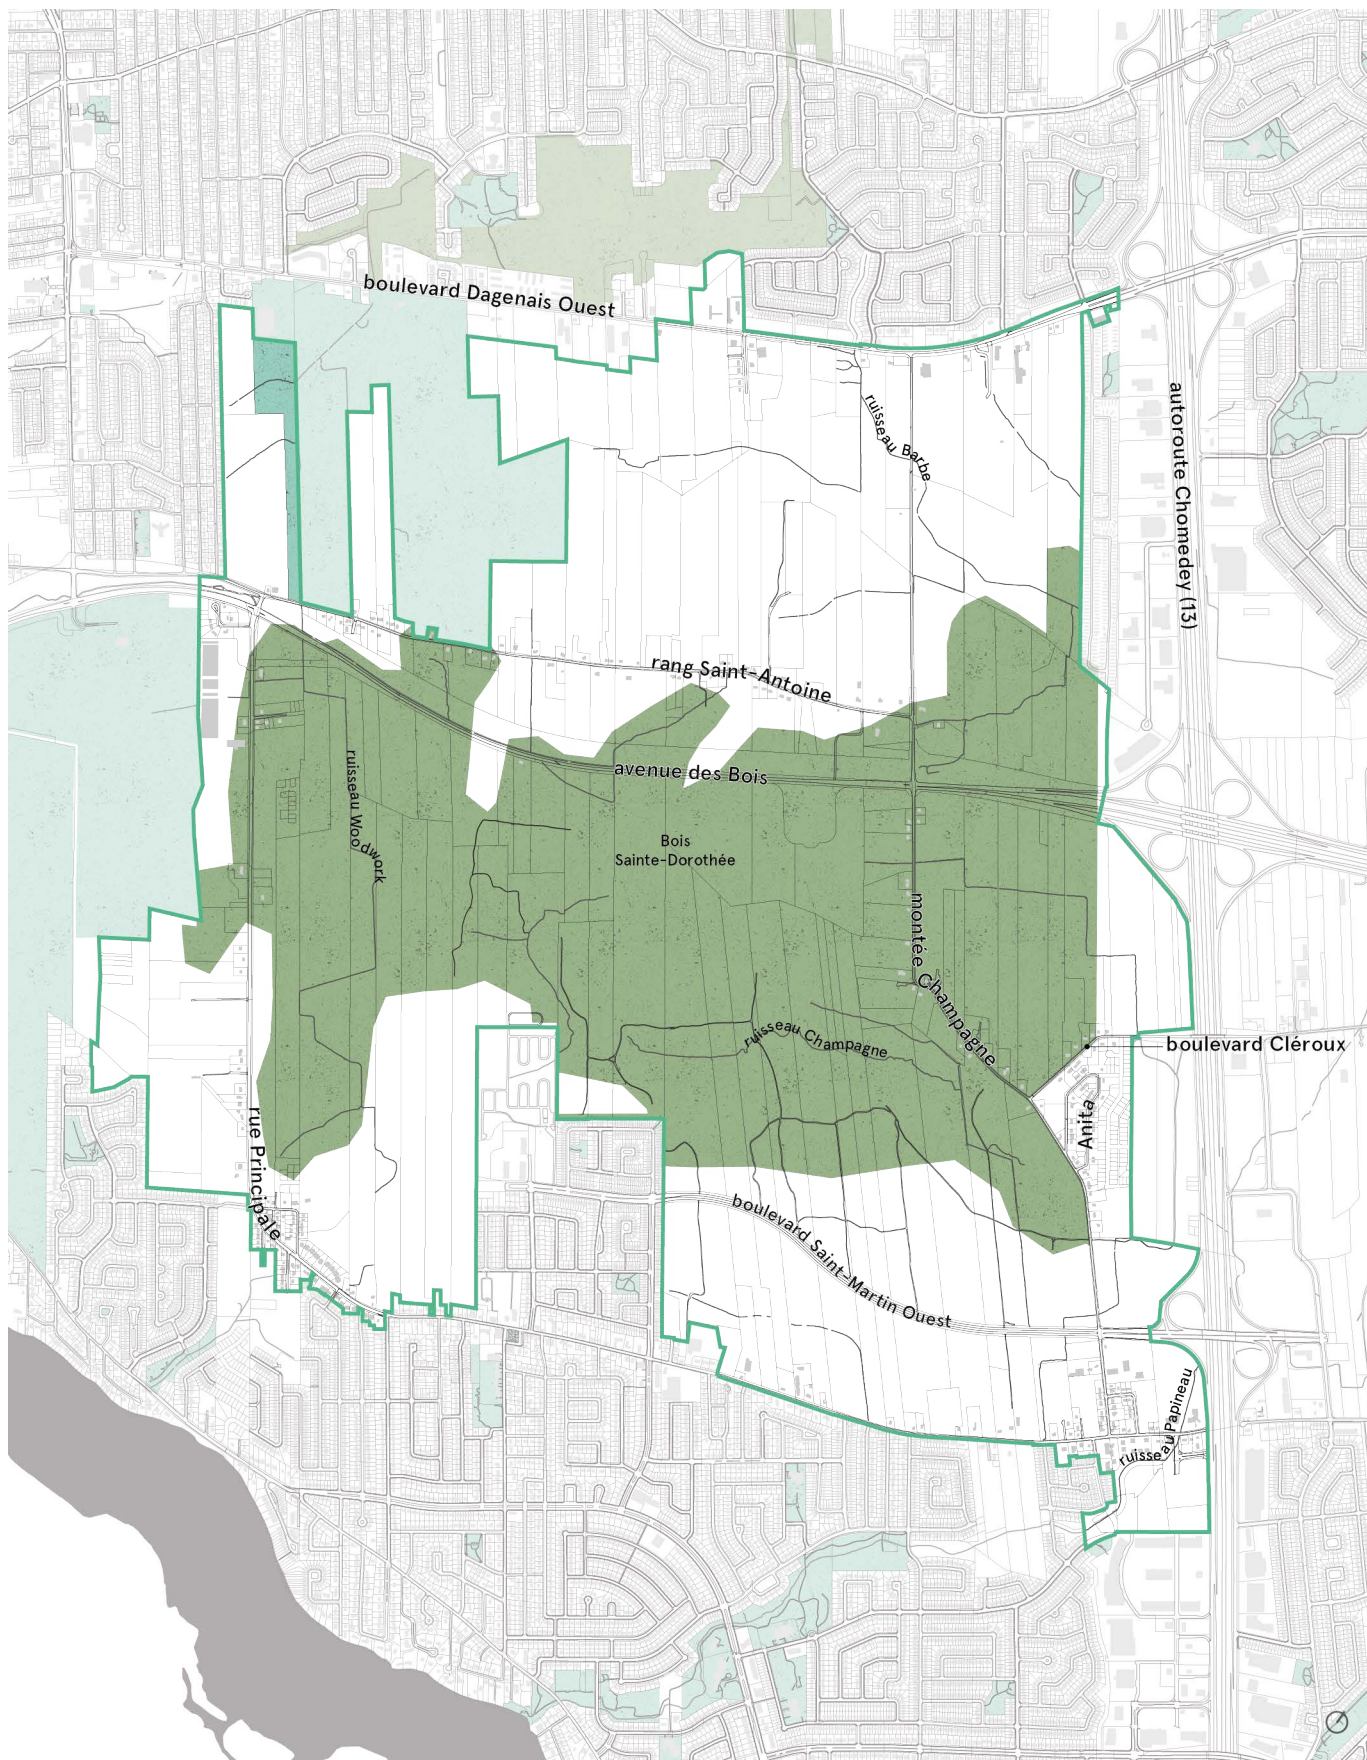 boulevard Dagenais Ouest
autoroute Chomedey (13)
ruisseau Barbe
rang Saint-Antoine
avenue des Bois
ruisseau Woodwork
Bois
Sainte-Dorothée
montée Champagne
ruisseau Champagne
boulevard Cléroux
Anita
rue Principale
boulevard Saint-Martin Ouest
ruisseau Papineau